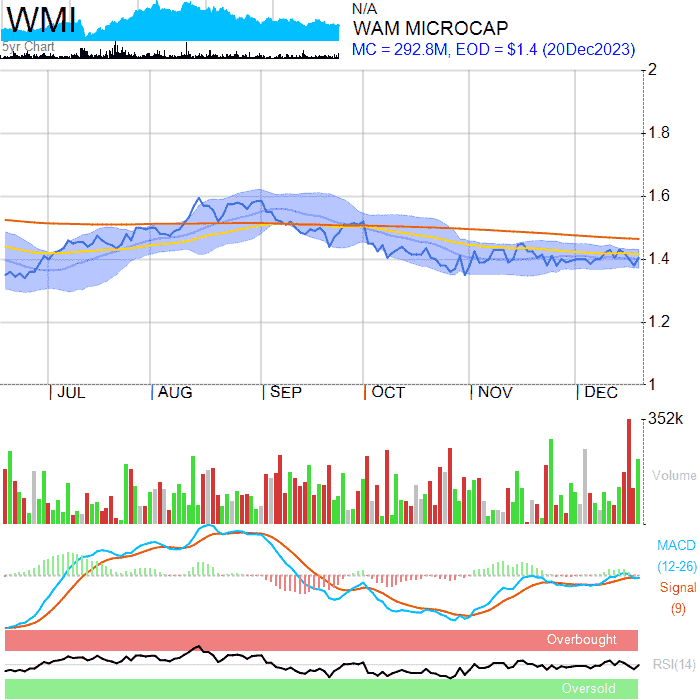 WMI
5yr Chart
N/A
WAM MICROCAP
MC = 292.8M, EOD = $1.4 (20Dec2023)
2
1.8
1.6
1.4
1.2
1
JUL AUG SEP OCT NOV DEC
352k
Volume
MACD
(12-26)
Signal
(9)
Overbought
RSI(14)
Oversold